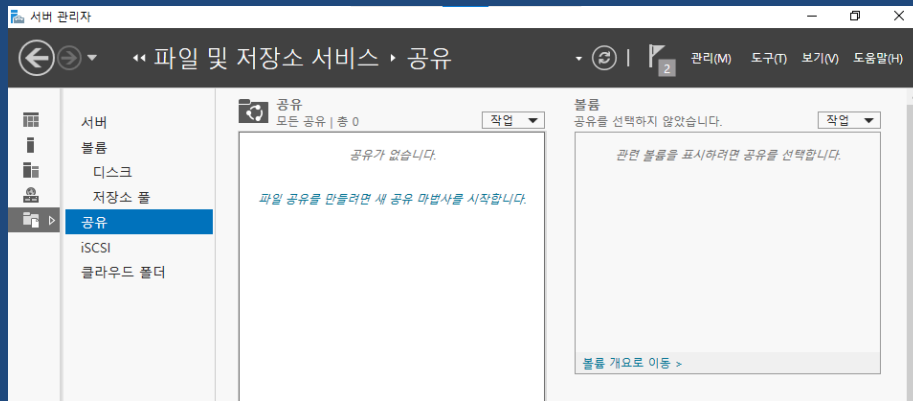 서버 관리자
파일 및 저장소 서비스 ▸ 공유
2
관리(M) 도구(T) 보기(V) 도움말(H)
서버
볼륨
디스크
저장소 풀
공유
iSCSI
클라우드 폴더
공유
모든 공유 | 총 0
작업
공유가 없습니다.
파일 공유를 만들려면 새 공유 마법사를 시작합니다.
볼륨
공유를 선택하지 않았습니다.
작업
관련 볼륨을 표시하려면 공유를 선택합니다.
볼륨 개요로 이동 >